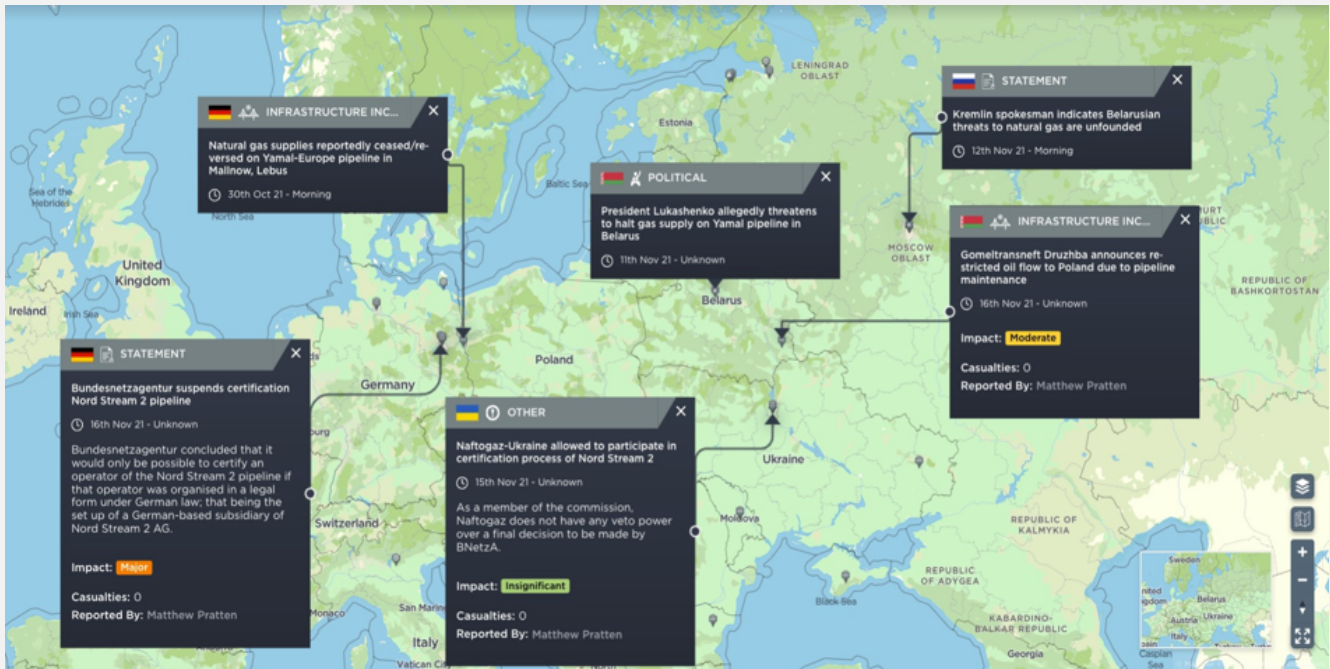 LENINGRAD
OBLAST
Estonia
Sea of the
Hebrides
North Sea
Baltic Sea
United
Kingdom
Ireland
Irish Sea
MOSCOW
OBLAST
REPUBLIC OF
BASHKORTOSTAN
Belarus
Poland
Germany
Ukraine
Switzerland
Moldova
REPUBLIC OF
KALMYKIA
REPUBLIC
OF ADYGEA
Black Sea
KABARDINO-
BALKAR REPUBLIC
Georgia
Caspian
Sea
Monaco
San Marino
Italy
Vatican City
INFRASTRUCTURE INC...
Natural gas supplies reportedly ceased/re-
versed on Yamal-Europe pipeline in
Mallnow, Lebus
30th Oct 21 - Morning
STATEMENT
Kremlin spokesman indicates Belarusian
threats to natural gas are unfounded
12th Nov 21 - Morning
POLITICAL
President Lukashenko allegedly threatens
to halt gas supply on Yamal pipeline in
Belarus
11th Nov 21 - Unknown
INFRASTRUCTURE INC...
Gomeltransneft Druzhba announces re-
stricted oil flow to Poland due to pipeline
maintenance
16th Nov 21 - Unknown
Impact: Moderate
Casualties: 0
Reported By: Matthew Pratten
STATEMENT
Bundesnetzagentur suspends certification
Nord Stream 2 pipeline
16th Nov 21 - Unknown
Bundesnetzagentur concluded that it
would only be possible to certify an
operator of the Nord Stream 2 pipeline if
that operator was organised in a legal
form under German law; that being the
set up of a German-based subsidiary of
Nord Stream 2 AG.
Impact: Major
Casualties: 0
Reported By: Matthew Pratten
OTHER
Naftogaz-Ukraine allowed to participate in
certification process of Nord Stream 2
15th Nov 21 - Unknown
As a member of the commission,
Naftogaz does not have any veto power
over a final decision to be made by
BNetzA.
Impact: Insignificant
Casualties: 0
Reported By: Matthew Pratten
Sweden
Belarus
Austria
Ukraine
Italy